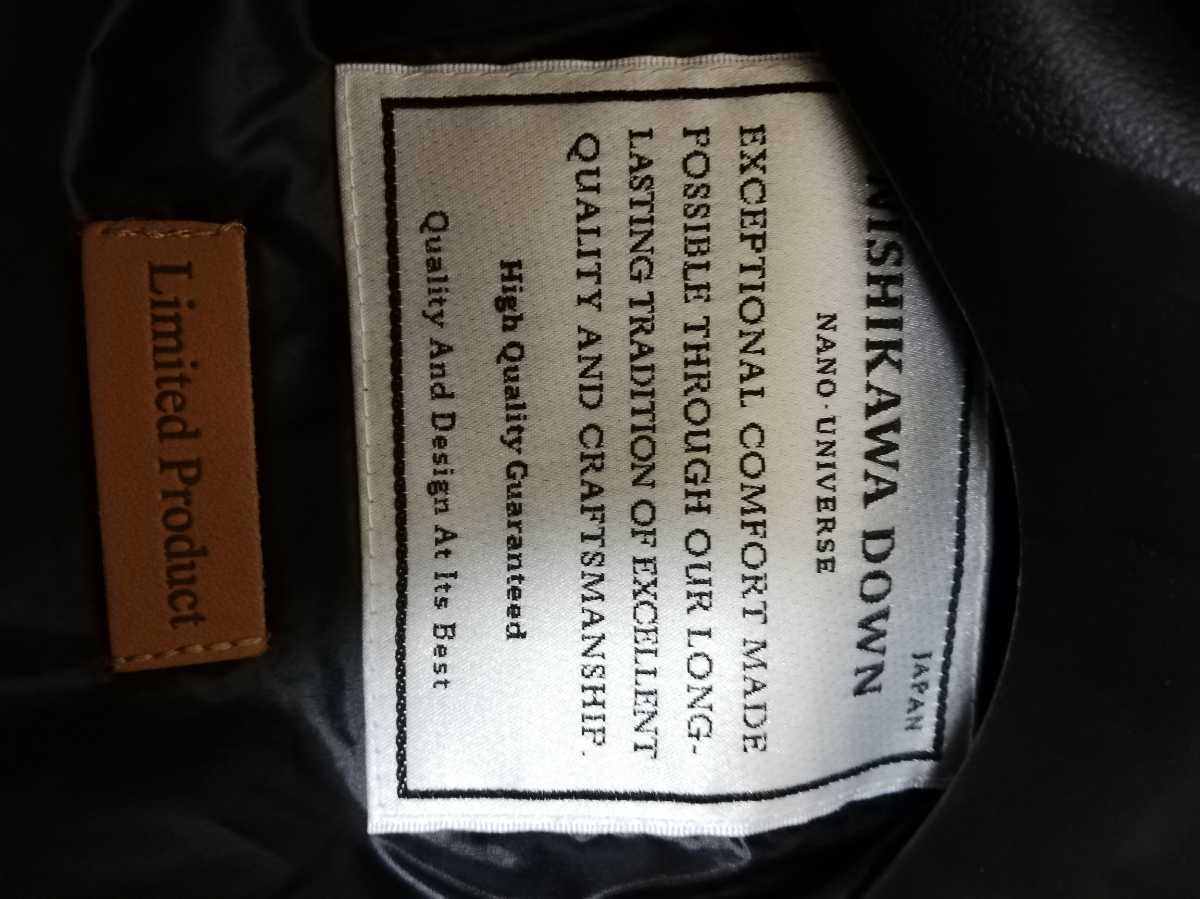 JAPAN
NISHIKAWA DOWN
NANO·UNIVERSE
EXCEPTIONAL COMFORT MADE
POSSIBLE THROUGH OUR LONG-
LASTING TRADITION OF EXCELLENT
QUALITY AND CRAFTSMANSHIP.
High Quality Guaranteed
Quality And Design At Its Best
Limited Product